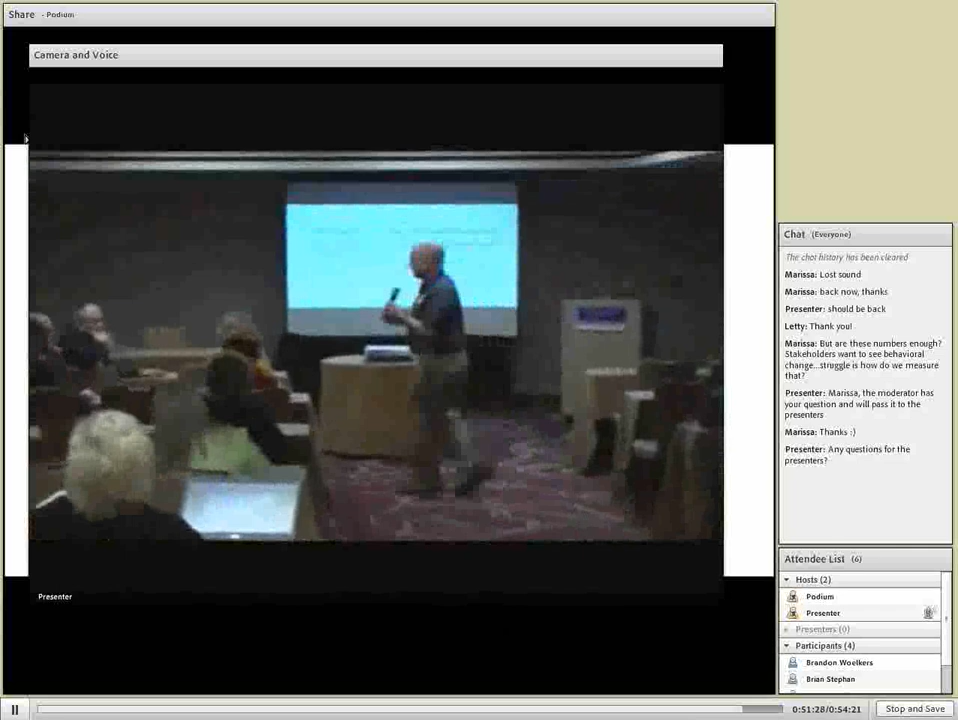 Share - Podium
Camera and Voice
Presenter
Chat (Everyone)
The chat history has been cleared
Marissa: Lost sound
Marissa: back now, thanks
Presenter: should be back
Letty: Thank you!
Marissa: But are these numbers enough?
Stakeholders want to see behavioral
change...struggle is how do we measure
that?
Presenter: Marissa, the moderator has
your question and will pass it to the
presenters
Marissa: Thanks :)
Presenter: Any questions for the
presenters?
Attendee List (6)
Hosts (2)
Podium
Presenter
Presenters (0)
Participants (4)
Brandon Woelkers
Brian Stephan
0:51:28/0:54:21
Stop and Save